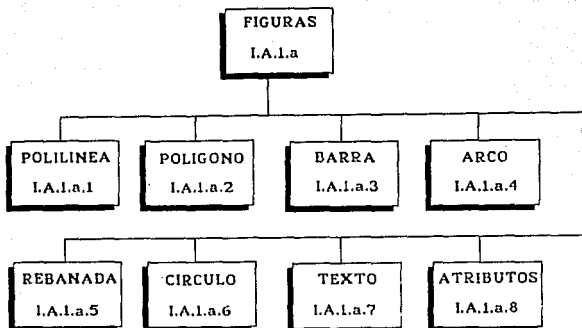 FIGURAS
I.A.1.a
POLILINEA
I.A.1.a.1
POLIGONO
I.A.1.a.2
BARRA
I.A.1.a.3
ARCO
I.A.1.a.4
REBANADA
I.A.1.a.5
CIRCULO
I.A.1.a.6
TEXTO
I.A.1.a.7
ATRIBUTOS
I.A.1.a.8